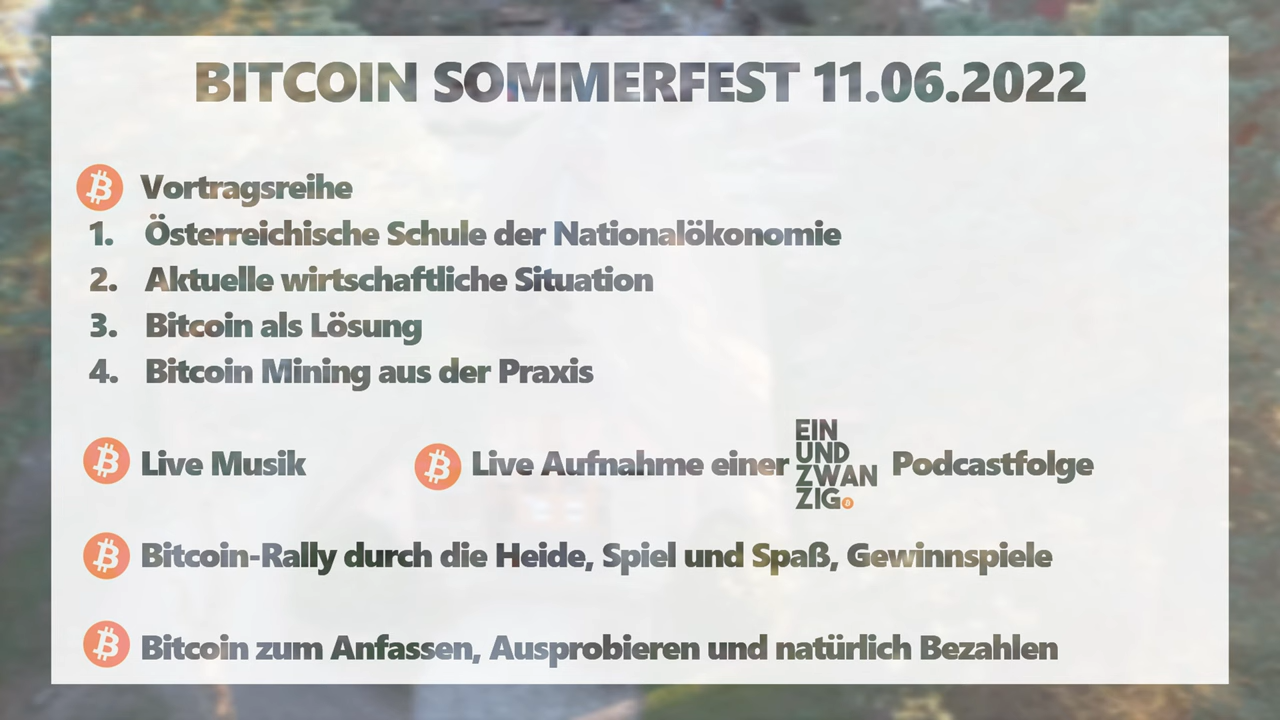 BITCOIN SOMMERFEST 11.06.2022
Vortragsreihe
1. Österreichische Schule der Nationalökonomie
2. Aktuelle wirtschaftliche Situation
3. Bitcoin als Lösung
4. Bitcoin Mining aus der Praxis
Live Musik
Live Aufnahme einer EIN UND ZWAN ZIG Podcastfolge
Bitcoin-Rally durch die Heide, Spiel und Spaß, Gewinnspiele
Bitcoin zum Anfassen, Ausprobieren und natürlich Bezahlen